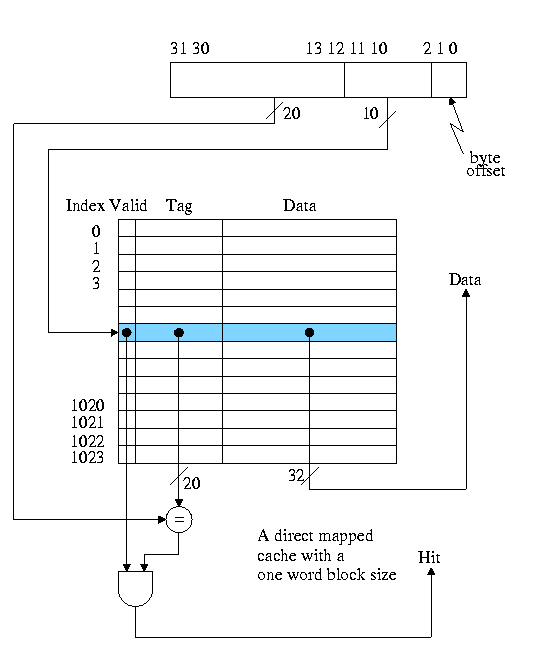 31 30 13 12 11 10 2 1 0
20 10
byte
offset
Index Valid Tag Data
0
1
2
3
Data
1020
1021
1022
1023
20 32
=
A direct mapped
cache with a
one word block size
Hit